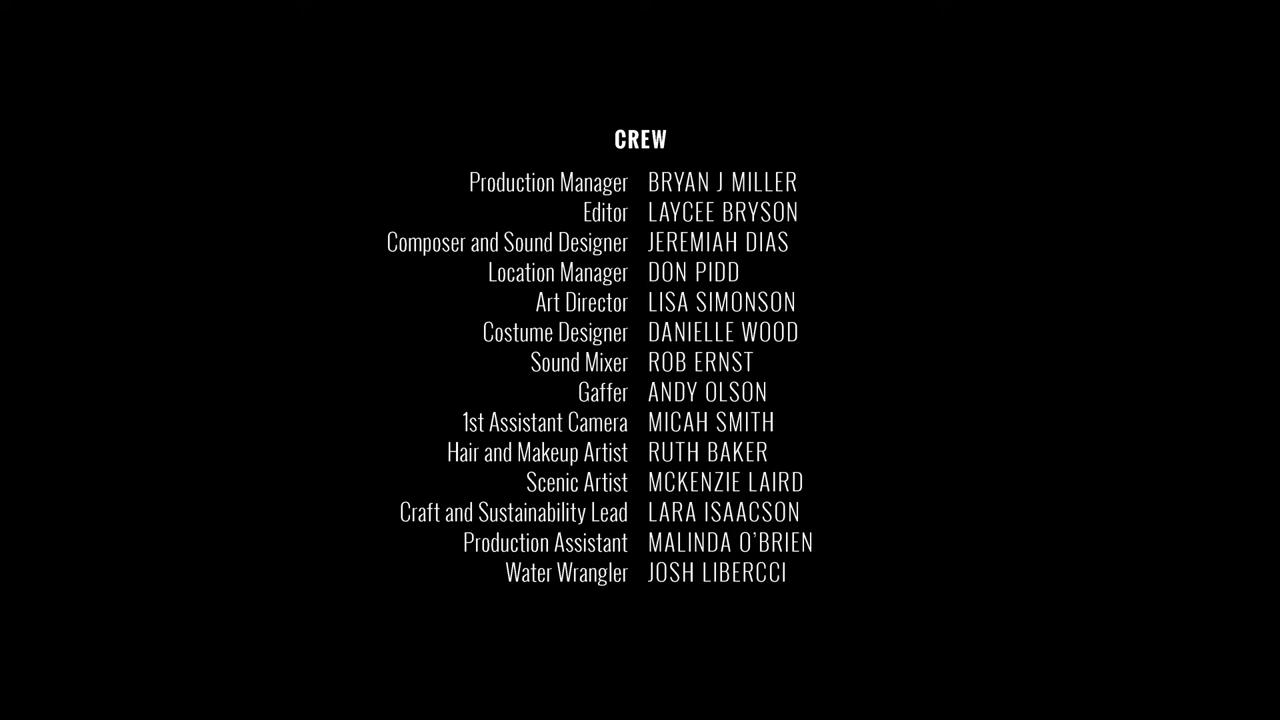 CREW
Production Manager BRYAN J MILLER
Editor LAYCEE BRYSON
Composer and Sound Designer JEREMIAH DIAS
Location Manager DON PIDD
Art Director LISA SIMONSON
Costume Designer DANIELLE WOOD
Sound Mixer ROB ERNST
Gaffer ANDY OLSON
1st Assistant Camera MICAH SMITH
Hair and Makeup Artist RUTH BAKER
Scenic Artist MCKENZIE LAIRD
Craft and Sustainability Lead LARA ISAACSON
Production Assistant MALINDA O’BRIEN
Water Wrangler JOSH LIBERCCI